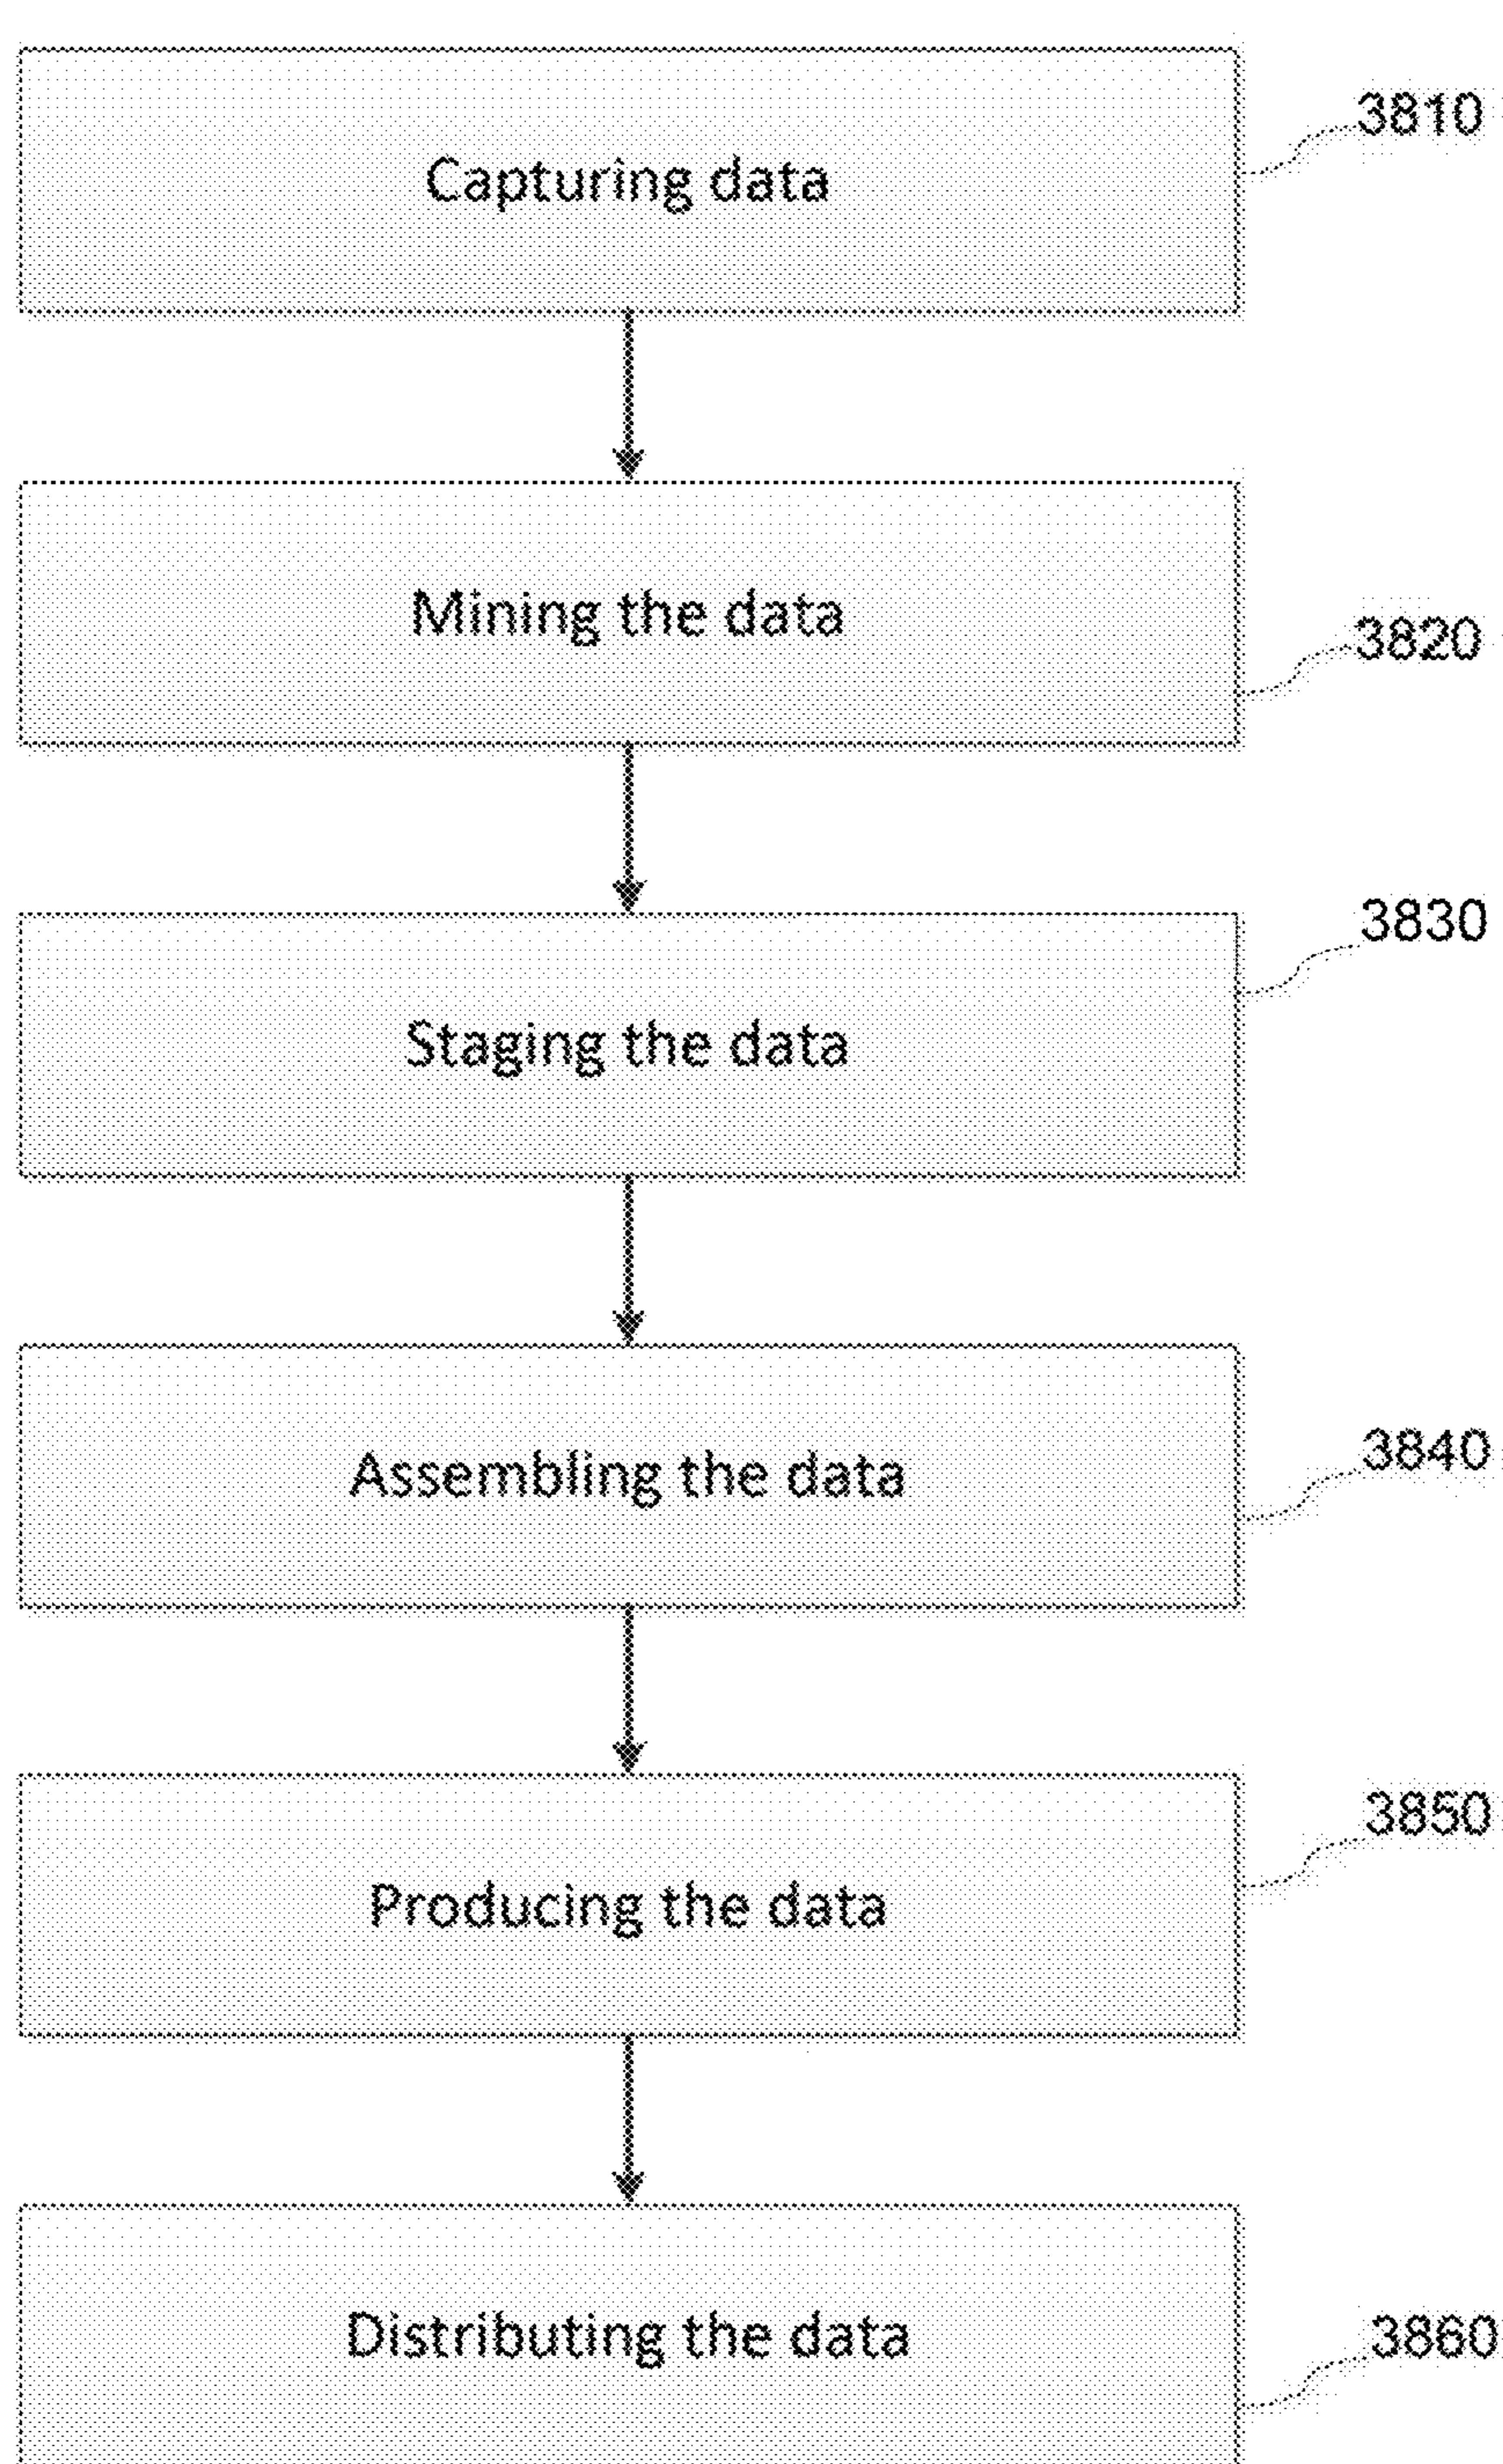 Capturing data
3810
Mining the data
3820
Staging the data
3830
Assembling the data
3840
Producing the data
3850
Distributing the data
3860